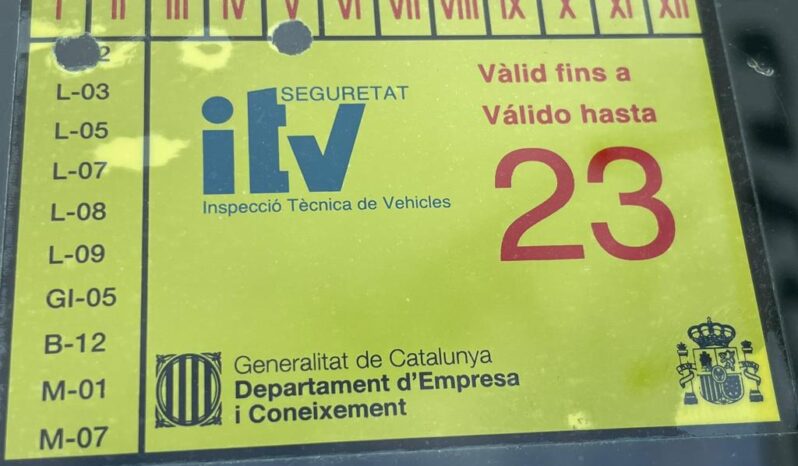 I II III IV V VI VII VIII IX X XI XII
L-03
L-05
L-07
L-08
L-09
GI-05
B-12
M-01
M-07
SEGURETAT
itv
Inspecció Tècnica de Vehicles
Vàlid fins a
Válido hasta
23
Generalitat de Catalunya
Departament d'Empresa
i Coneixement